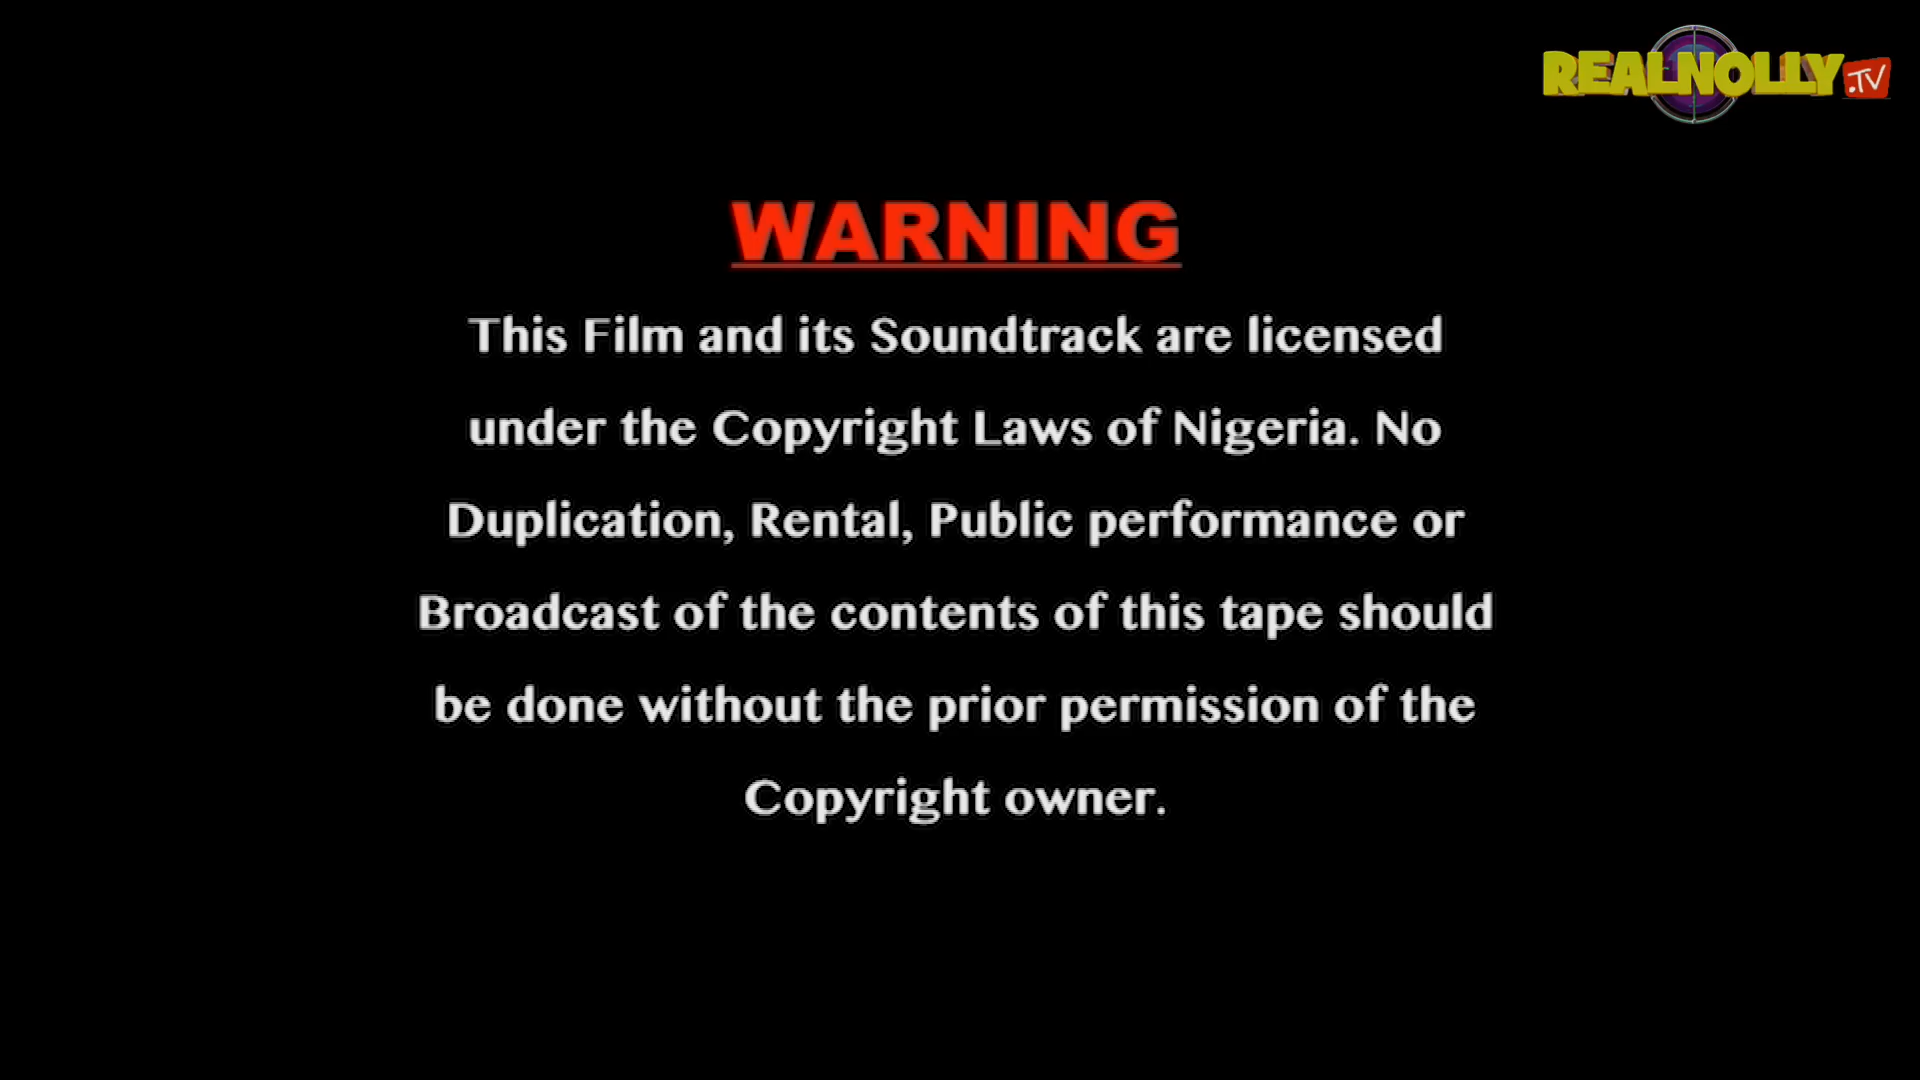 REALNOLLY.TV
WARNING
This Film and its Soundtrack are licensed
under the Copyright Laws of Nigeria. No
Duplication, Rental, Public performance or
Broadcast of the contents of this tape should
be done without the prior permission of the
Copyright owner.